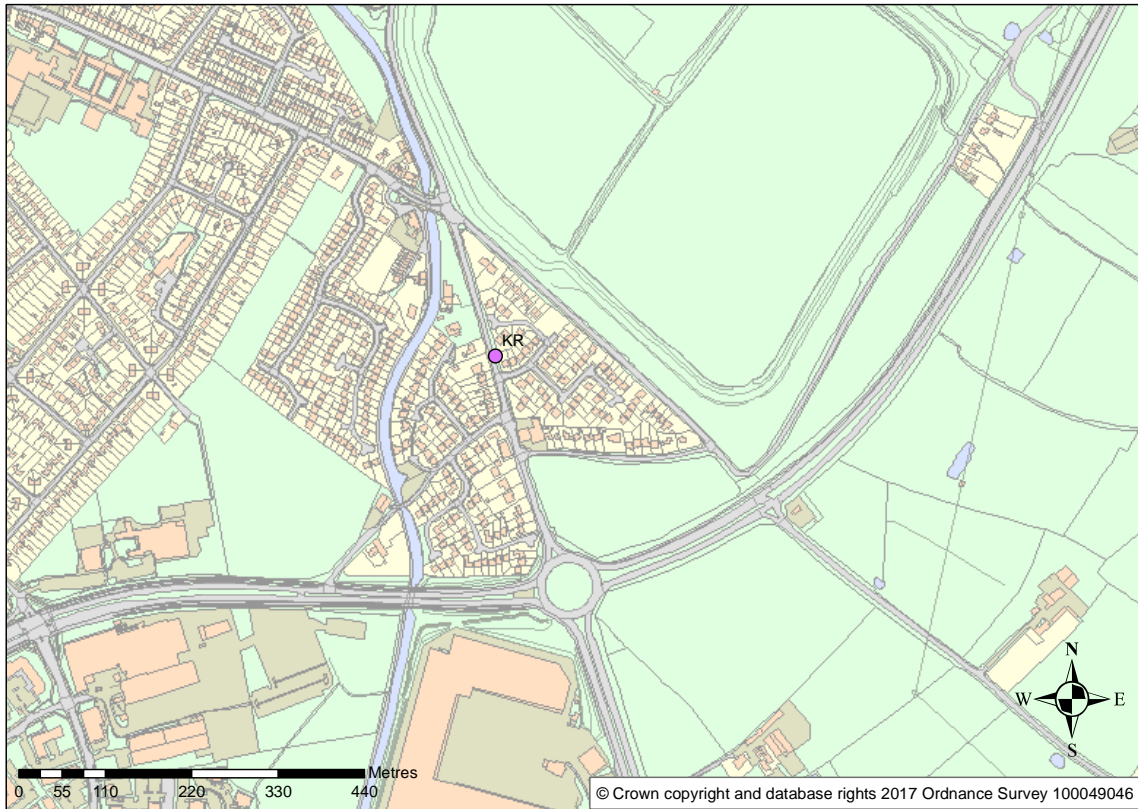 KR
N
W E
S
Metres
0 55 110 220 330 440
© Crown copyright and database rights 2017 Ordnance Survey 100049046